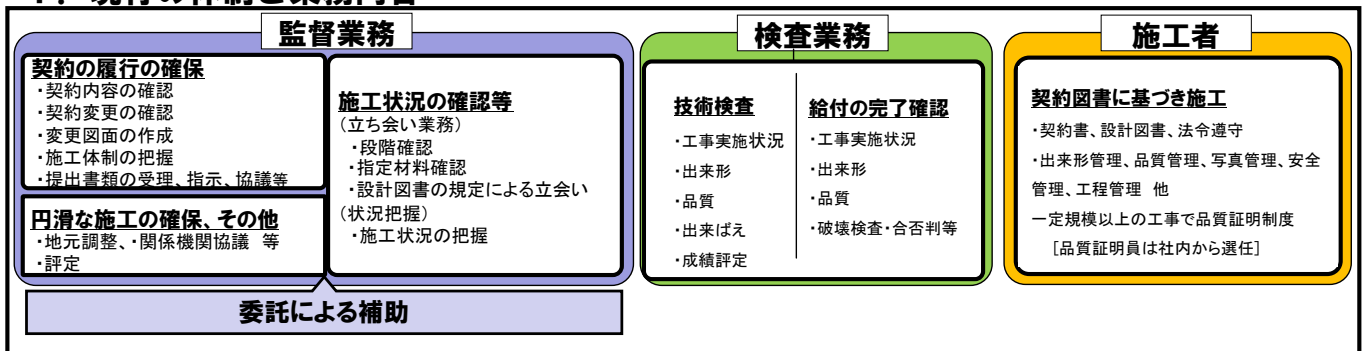 監督業務
契約の履行の確保
・契約内容の確認
・契約変更の確認
・変更図面の作成
・施工体制の把握
・提出書類の受理、指示、協議等
円滑な施工の確保、その他
・地元調整、・関係機関協議 等
・評定
施工状況の確認等
(立ち会い業務)
・段階確認
・指定材料確認
・設計図書の規定による立会い
(状況把握)
・施工状況の把握
委託による補助
検査業務
技術検査
・工事実施状況
・出来形
・品質
・出来ばえ
・成績評定
給付の完了確認
・工事実施状況
・出来形
・品質
・破壊検査・合否判等
施工者
契約図書に基づき施工
・契約書、設計図書、法令遵守
・出来形管理、品質管理、写真管理、安全
管理、工程管理 他
一定規模以上の工事で品質証明制度
[品質証明員は社内から選任]